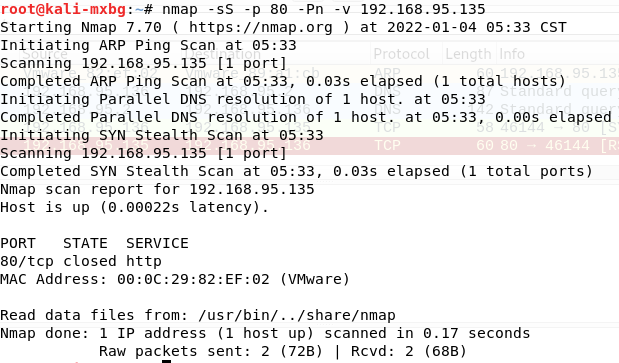 root@kali-mxbg:~# nmap -sS -p 80 -Pn -v 192.168.95.135
Starting Nmap 7.70 ( https://nmap.org ) at 2022-01-04 05:33 CST
Initiating ARP Ping Scan at 05:33
Scanning 192.168.95.135 [1 port]
Completed ARP Ping Scan at 05:33, 0.03s elapsed (1 total hosts)
Initiating Parallel DNS resolution of 1 host. at 05:33
Completed Parallel DNS resolution of 1 host. at 05:33, 0.00s elapsed
Initiating SYN Stealth Scan at 05:33
Scanning 192.168.95.135 [1 port]
Completed SYN Stealth Scan at 05:33, 0.03s elapsed (1 total ports)
Nmap scan report for 192.168.95.135
Host is up (0.00022s latency).
PORT   STATE  SERVICE
80/tcp closed http
MAC Address: 00:0C:29:82:EF:02 (VMware)
Read data files from: /usr/bin/../share/nmap
Nmap done: 1 IP address (1 host up) scanned in 0.17 seconds
Raw packets sent: 2 (72B) | Rcvd: 2 (68B)
Protocol Length Info